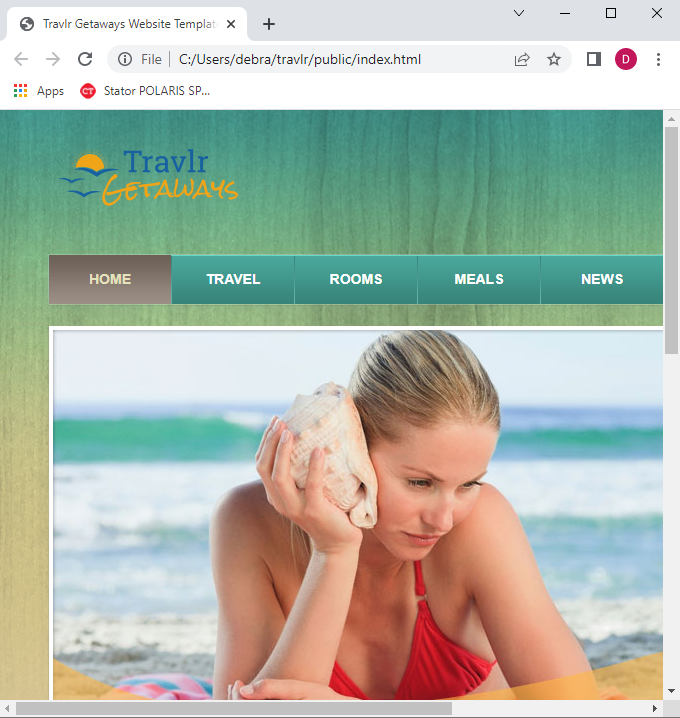 Travlr Getaways Website Templat
File | C:/Users/debra/travlr/public/index.html
D
Apps
CT
Stator POLARIS SP...
Travlr
Getaways
HOME
TRAVEL
ROOMS
MEALS
NEWS